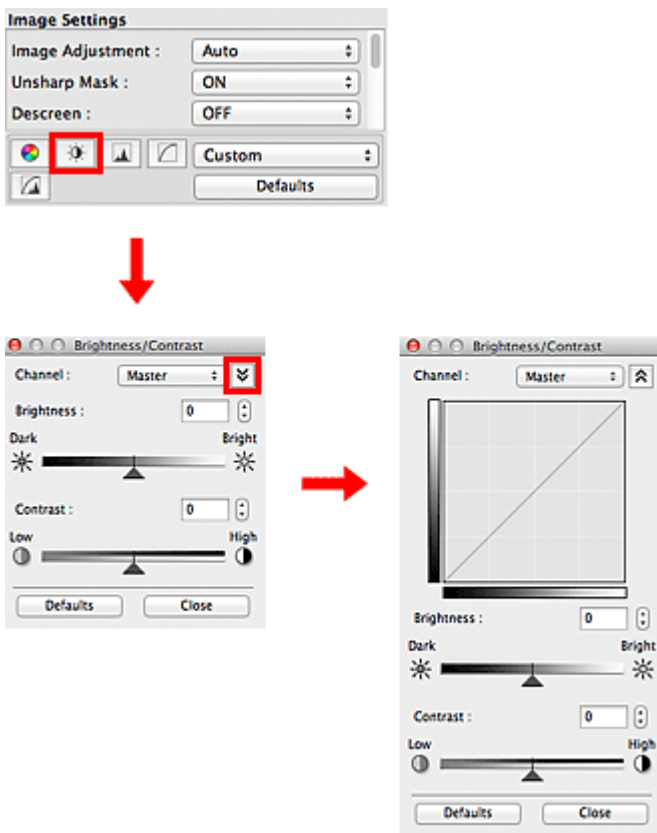 Image Settings
Image Adjustment : Auto
Unsharp Mask : ON
Descreen : OFF
Custom
Defaults
Brightness/Contrast
Channel : Master
Brightness : 0
Dark Bright
Contrast : 0
Low High
Defaults Close
Brightness/Contrast
Channel : Master
Brightness : 0
Dark Bright
Contrast : 0
Low High
Defaults Close